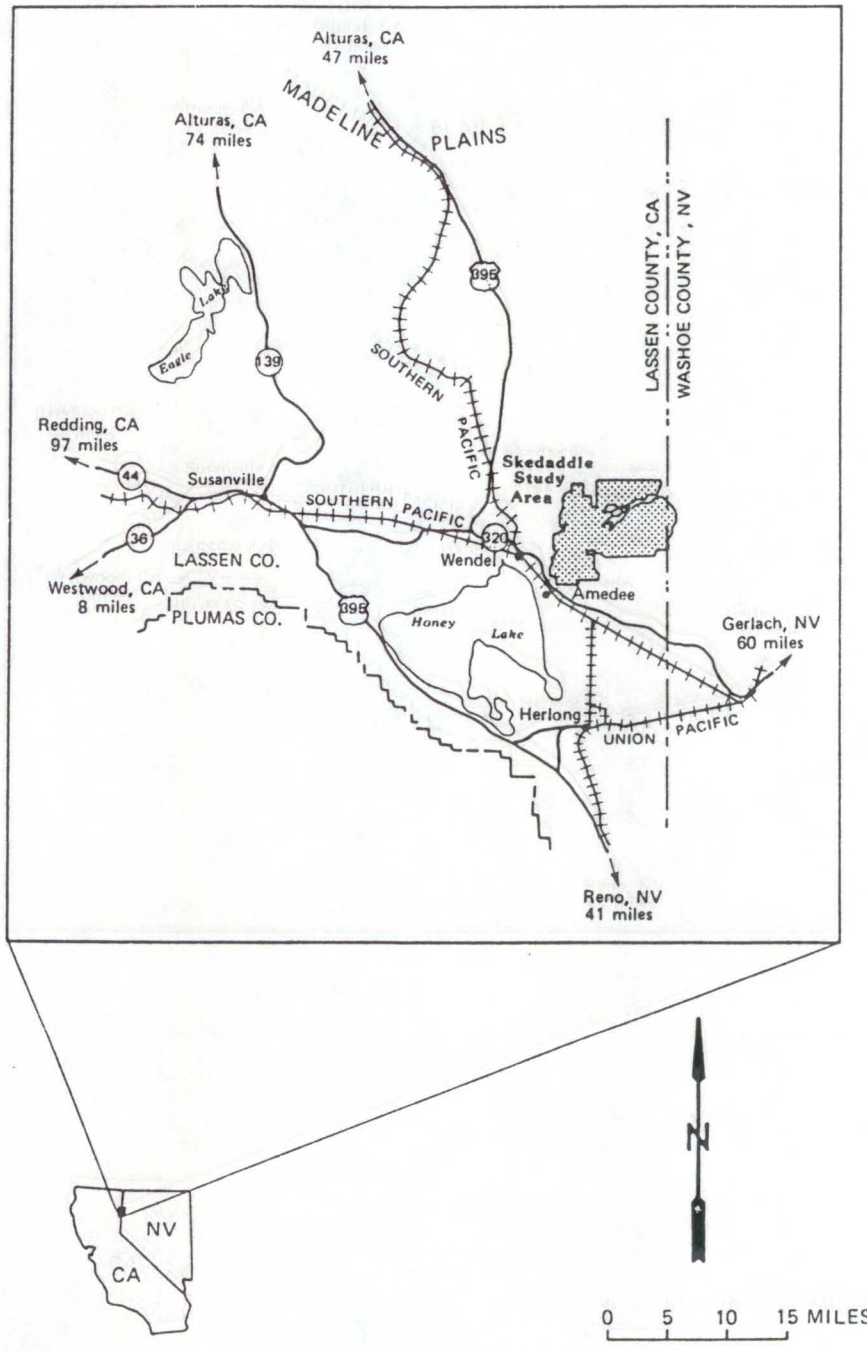 Alturas, CA
47 miles
MADELINE PLAINS
Alturas, CA
74 miles
LASSEN COUNTY, CA
WASHOE COUNTY, NV
395
Eagle Lake
139
SOUTHERN PACIFIC
Redding, CA
97 miles
44
Susanville
SOUTHERN PACIFIC
Skedaddle
Study
Area
320
36
Wendel
LASSEN CO.
Westwood, CA
8 miles
PLUMAS CO.
395
Amedee
Honey Lake
Gerlach, NV
60 miles
Herlong
UNION PACIFIC
Reno, NV
41 miles
N
NV
CA
0 5 10 15 MILES